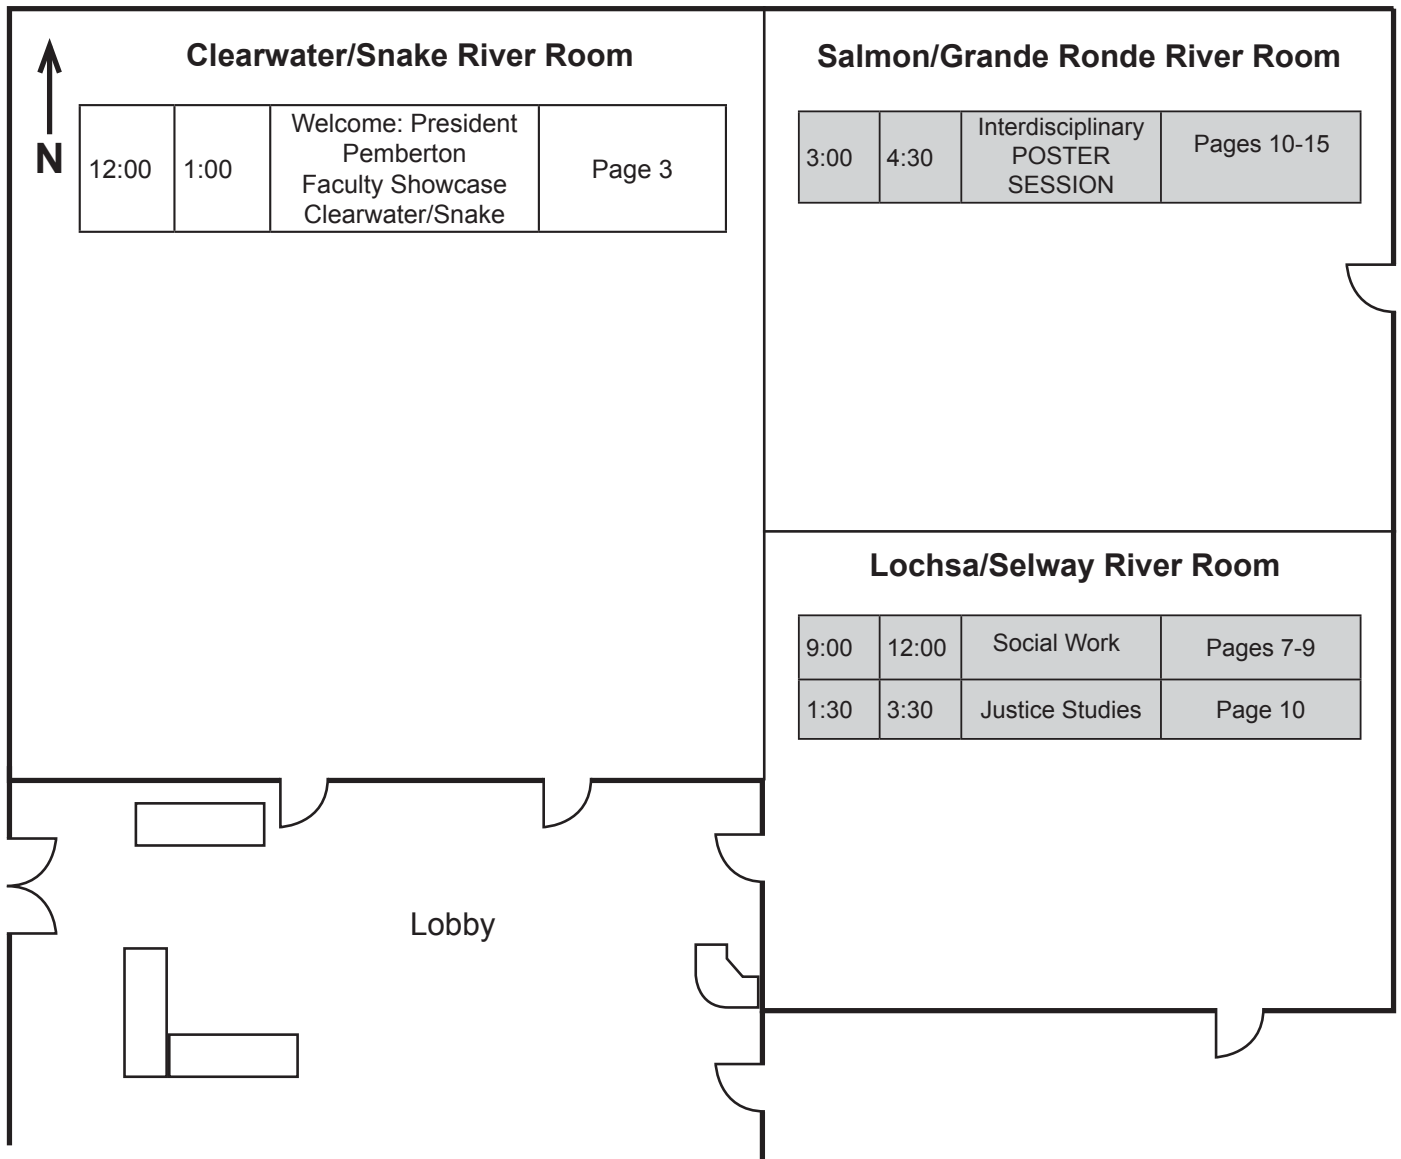 Clearwater/Snake River Room
N
12:00 1:00 Welcome: President Pemberton Faculty Showcase Clearwater/Snake Page 3
Salmon/Grande Ronde River Room
3:00 4:30 Interdisciplinary POSTER SESSION Pages 10-15
Lochsa/Selway River Room
9:00 12:00 Social Work Pages 7-9
1:30 3:30 Justice Studies Page 10
Lobby